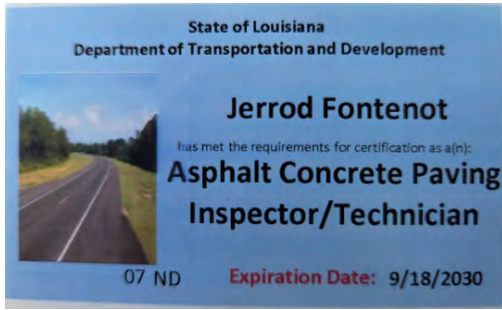 State of Louisiana
Department of Transportation and Development
Jerrod Fontenot
has met the requirements for certification as a(n):
Asphalt Concrete Paving
Inspector/Technician
07 ND
Expiration Date: 9/18/2030